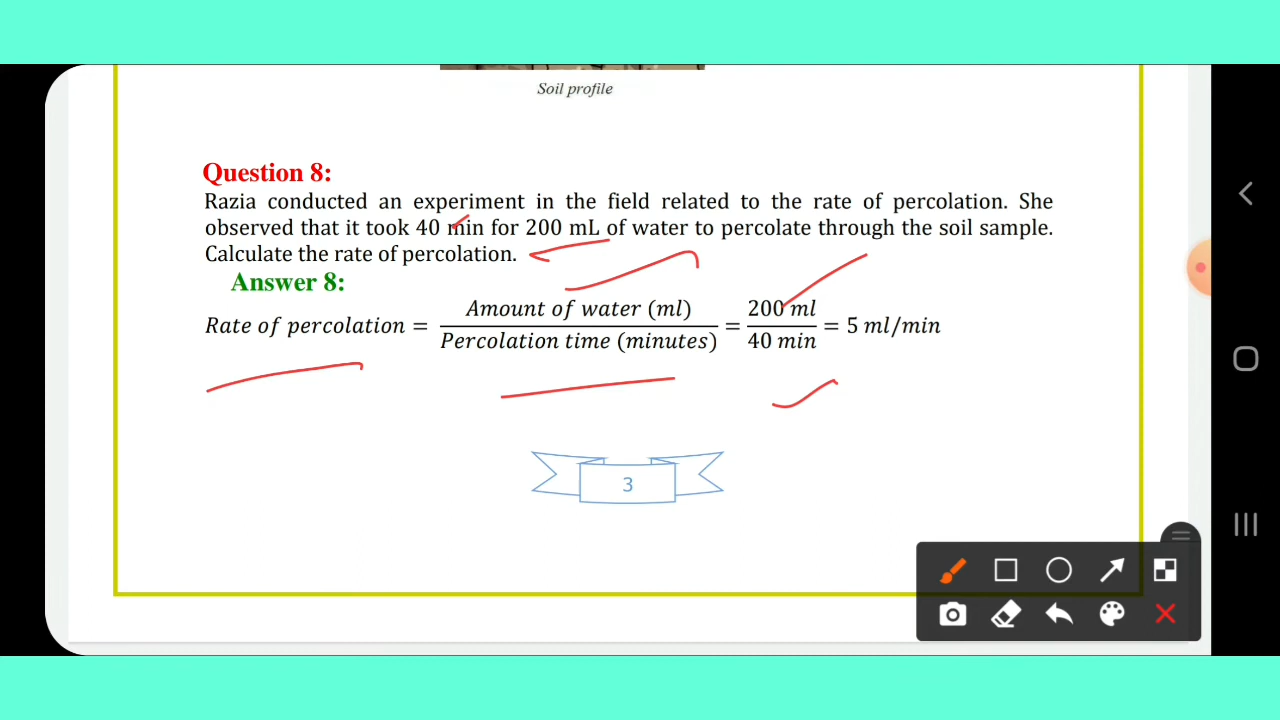 Soil profile
Question 8:
Razia conducted an experiment in the field related to the rate of percolation. She
observed that it took 40 min for 200 mL of water to percolate through the soil sample.
Calculate the rate of percolation.
Answer 8:
Rate of percolation = Amount of water (ml) / Percolation time (minutes) = 200 ml / 40 min = 5 ml/min
3